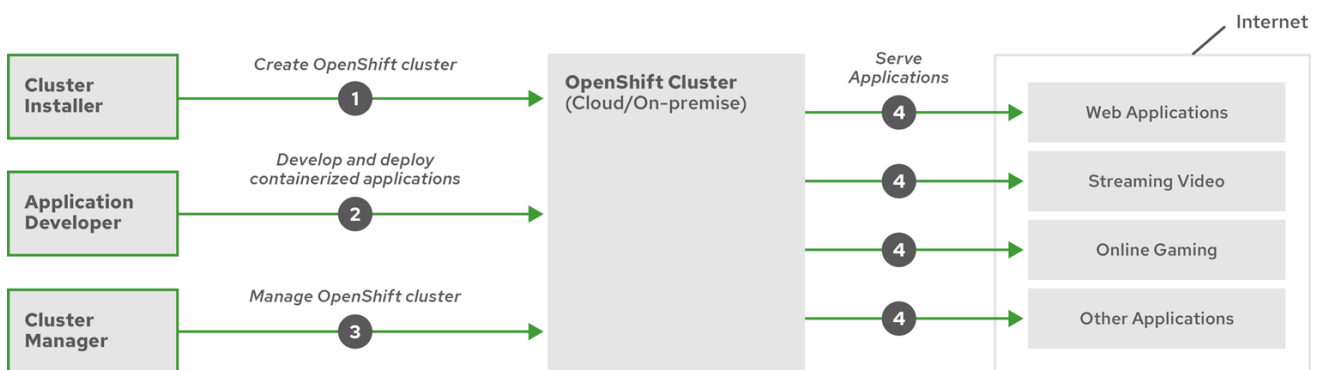 Internet
Cluster
Installer
Create OpenShift cluster
1
Application
Developer
Develop and deploy
containerized applications
2
Cluster
Manager
Manage OpenShift cluster
3
OpenShift Cluster
(Cloud/On-premise)
Serve
Applications
4
Web Applications
4
Streaming Video
4
Online Gaming
4
Other Applications